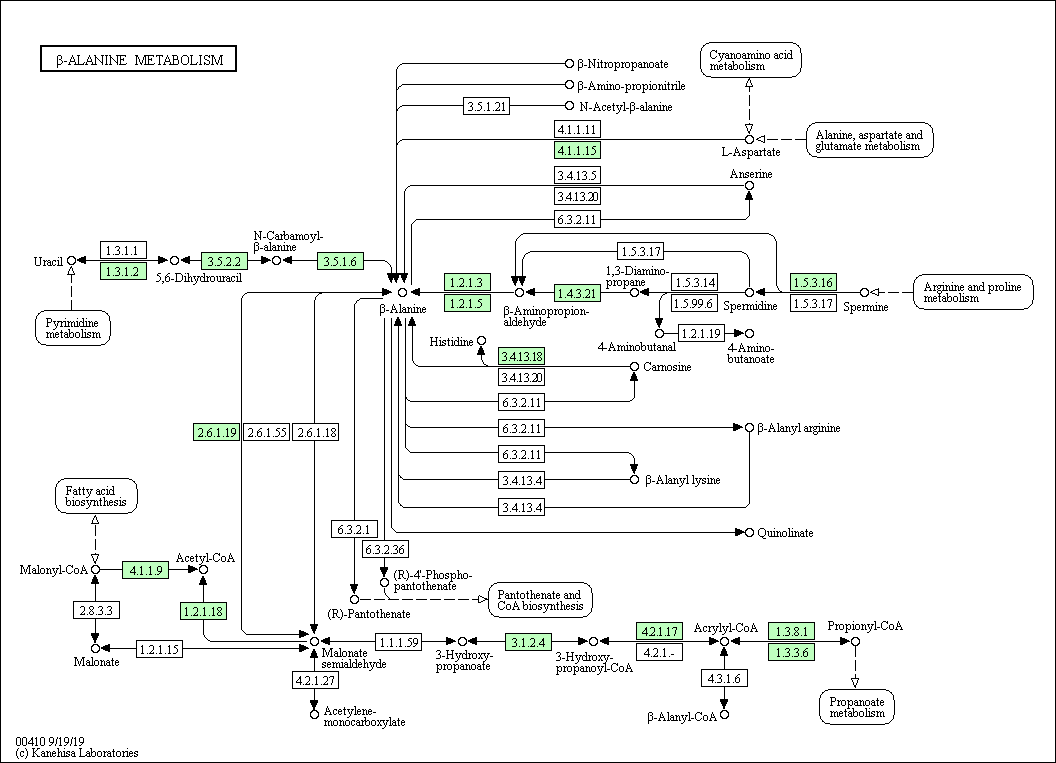 β-ALANINE METABOLISM
β-Nitropropanoate
β-Amino-propionitrile
3.5.1.21
N-Acetyl-β-alanine
Cyanoamino acid
metabolism
4.1.1.11
4.1.1.15
L-Aspartate
Alanine, aspartate and
glutamate metabolism
3.4.13.5
3.4.13.20
Anserine
6.3.2.11
Uracil
1.3.1.1
1.3.1.2
5,6-Dihydrouracil
3.5.2.2
N-Carbamoyl-
β-alanine
3.5.1.6
1.5.3.17
β-Alanine
1.2.1.3
1.2.1.5
β-Aminopropion-
aldehyde
1.4.3.21
1,3-Diamino-
propane
1.5.3.14
1.5.99.6
Spermidine
1.5.3.16
1.5.3.17
Spermine
Arginine and proline
metabolism
Pyrimidine
metabolism
4-Aminobutanal
1.2.1.19
4-Amino-
butanoate
Histidine
3.4.13.18
3.4.13.20
Carnosine
6.3.2.11
6.3.2.11
β-Alanyl arginine
2.6.1.19
2.6.1.55
2.6.1.18
6.3.2.11
3.4.13.4
β-Alanyl lysine
3.4.13.4
Quinolinate
Fatty acid
biosynthesis
6.3.2.1
6.3.2.36
Malonyl-CoA
4.1.1.9
Acetyl-CoA
(R)-4'-Phospho-
pantothenate
(R)-Pantothenate
Pantothenate and
CoA biosynthesis
2.8.3.3
1.2.1.18
Malonate
1.2.1.15
Malonate
semialdehyde
1.1.1.59
3-Hydroxy-
propanoate
3.1.2.4
3-Hydroxy-
propanoyl-CoA
4.2.1.17
4.2.1.-
Acrylyl-CoA
1.3.8.1
1.3.3.6
Propionyl-CoA
4.2.1.27
4.3.1.6
Acetylene-
monocarboxylate
β-Alanyl-CoA
Propanoate
metabolism
00410 9/19/19
(c) Kanehisa Laboratories